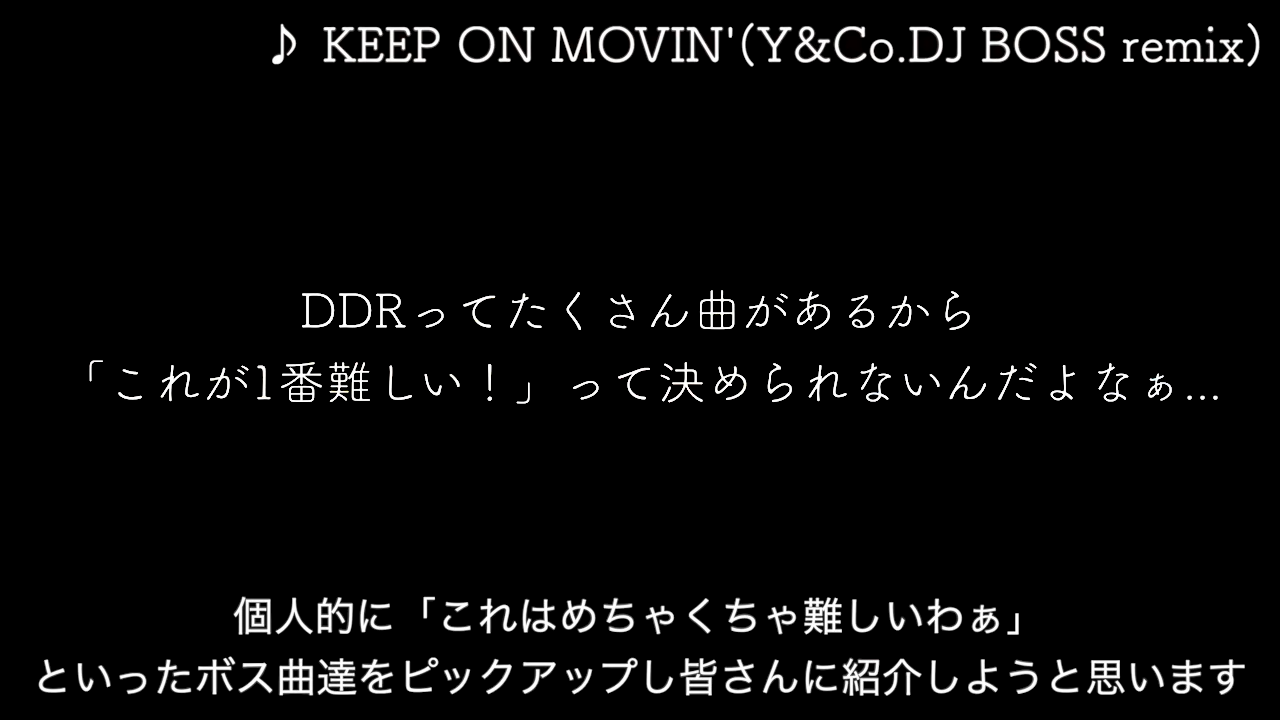 ♪ KEEP ON MOVIN'(Y&Co.DJ BOSS remix)
DDRってたくさん曲があるから
「これが1番難しい！」って決められないんだよなぁ...
個人的に「これはめちゃくちゃ難しいわぁ」
といったボス曲達をピックアップし皆さんに紹介しようと思います